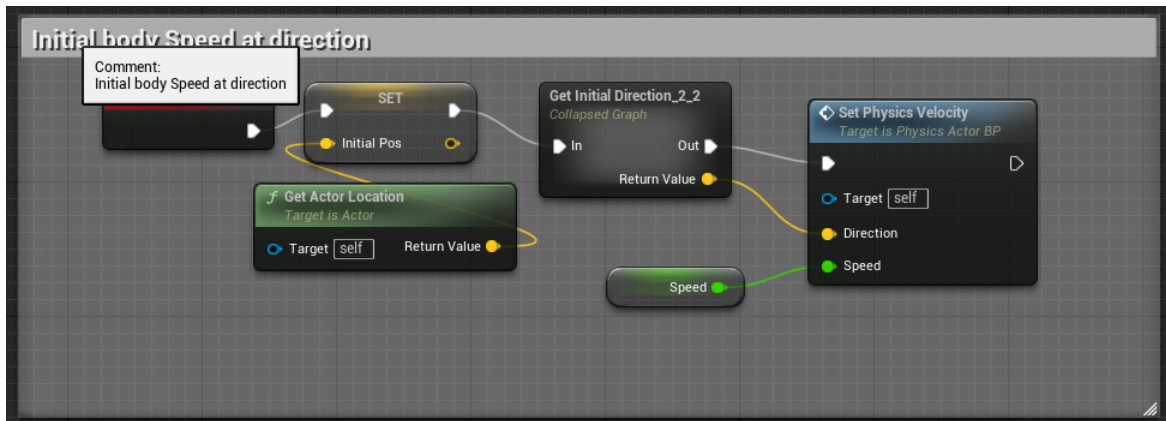 Initial body Speed at direction
Comment:
Initial body Speed at direction
SET
Initial Pos
Get Initial Direction_2_2
Collapsed Graph
In
Out
Return Value
Set Physics Velocity
Target is Physics Actor BP
Target self
Direction
Speed
f Get Actor Location
Target is Actor
Target self Return Value
Speed